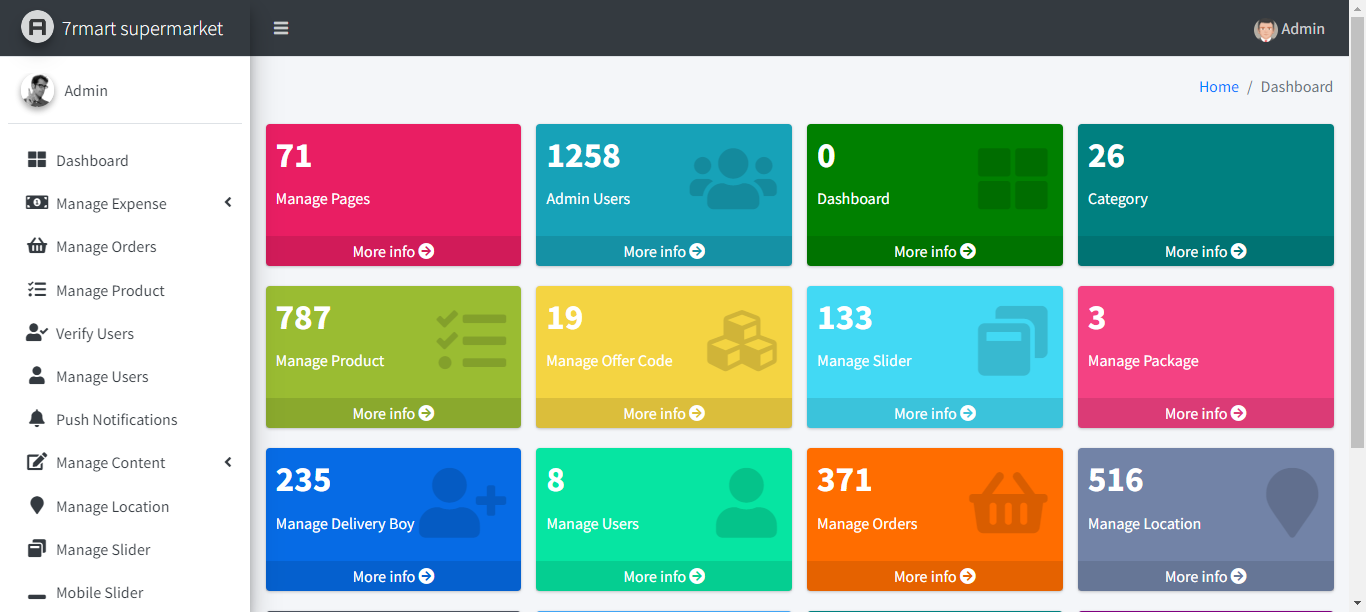 7rmart supermarket
Admin
Admin
Home / Dashboard
Dashboard
Manage Expense
Manage Orders
Manage Product
Verify Users
Manage Users
Push Notifications
Manage Content
Manage Location
Manage Slider
Mobile Slider
71
Manage Pages
More info
1258
Admin Users
More info
0
Dashboard
More info
26
Category
More info
787
Manage Product
More info
19
Manage Offer Code
More info
133
Manage Slider
More info
3
Manage Package
More info
235
Manage Delivery Boy
More info
8
Manage Users
More info
371
Manage Orders
More info
516
Manage Location
More info